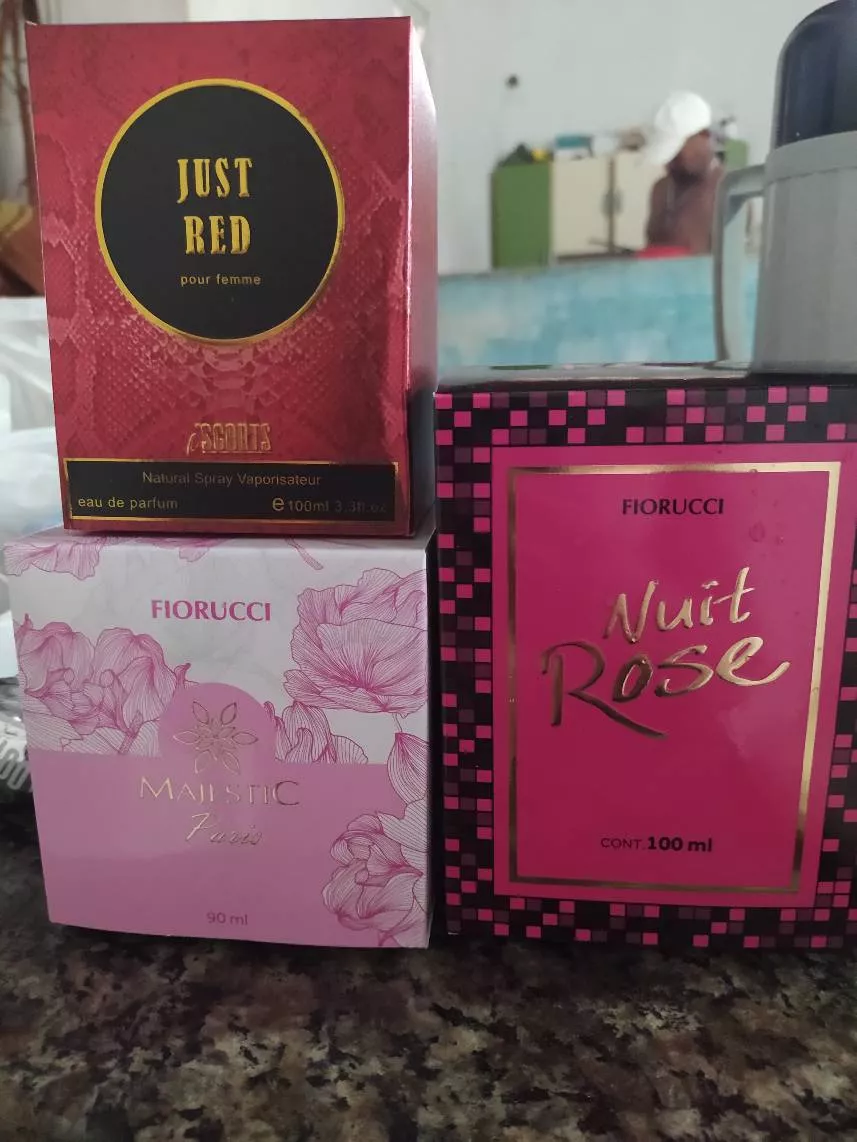 JUST
RED
pour femme
Natural Spray Vaporisateur
eau de parfum
e 100ml 3.3fl.oz
FIORUCCI
MAJESTIC
Paris
90 ml
FIORUCCI
Nuit
Rose
CONT.100 ml